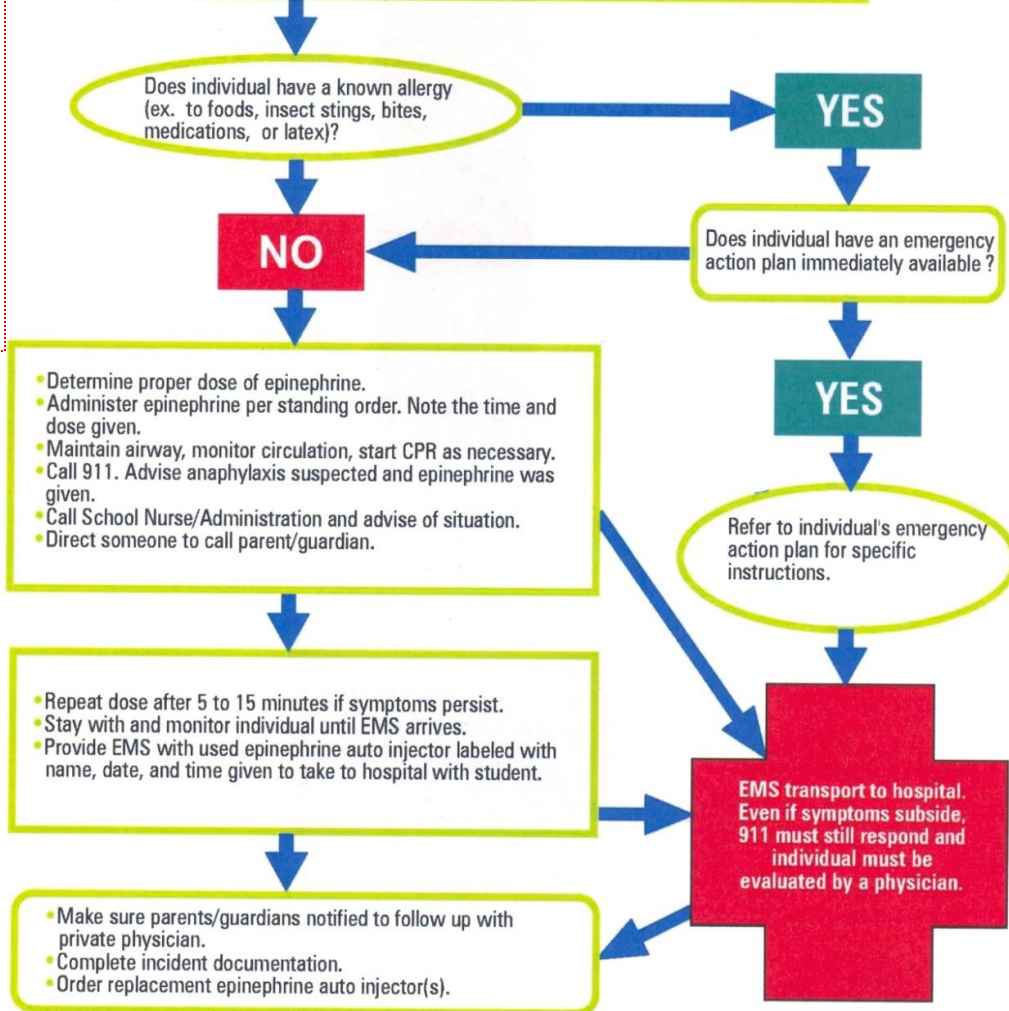 Does individual have a known allergy
(ex. to foods, insect stings, bites,
medications, or latex)?
YES
NO
Does individual have an emergency
action plan immediately available ?
YES
•Determine proper dose of epinephrine.
•Administer epinephrine per standing order. Note the time and
dose given.
•Maintain airway, monitor circulation, start CPR as necessary.
•Call 911. Advise anaphylaxis suspected and epinephrine was
given.
•Call School Nurse/Administration and advise of situation.
•Direct someone to call parent/guardian.
Refer to individual's emergency
action plan for specific
instructions.
•Repeat dose after 5 to 15 minutes if symptoms persist.
•Stay with and monitor individual until EMS arrives.
•Provide EMS with used epinephrine auto injector labeled with
name, date, and time given to take to hospital with student.
EMS transport to hospital.
Even if symptoms subside,
911 must still respond and
individual must be
evaluated by a physician.
•Make sure parents/guardians notified to follow up with
private physician.
•Complete incident documentation.
•Order replacement epinephrine auto injector(s).